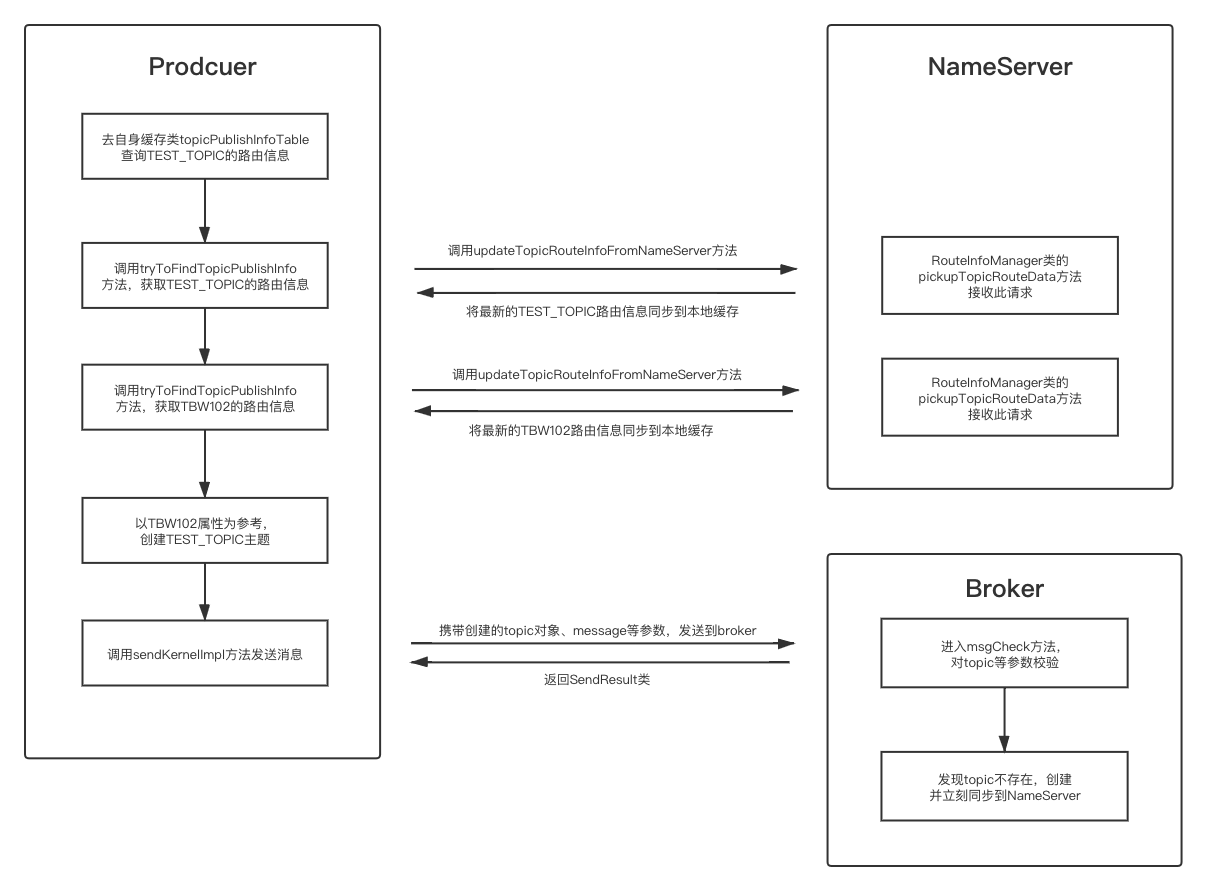 Prodcuer
去自身缓存类topicPublishInfoTable
查询TEST_TOPIC的路由信息
调用tryToFindTopicPublishInfo
方法，获取TEST_TOPIC的路由信息
调用tryToFindTopicPublishInfo
方法，获取TBW102的路由信息
以TBW102属性为参考，
创建TEST_TOPIC主题
调用sendKernelImpl方法发送消息
调用updateTopicRouteInfoFromNameServer方法
将最新的TEST_TOPIC路由信息同步到本地缓存
调用updateTopicRouteInfoFromNameServer方法
将最新的TBW102路由信息同步到本地缓存
携带创建的topic对象、message等参数，发送到broker
返回SendResult类
NameServer
RouteInfoManager类的
pickupTopicRouteData方法
接收此请求
RouteInfoManager类的
pickupTopicRouteData方法
接收此请求
Broker
进入msgCheck方法，
对topic等参数校验
发现topic不存在，创建
并立刻同步到NameServer